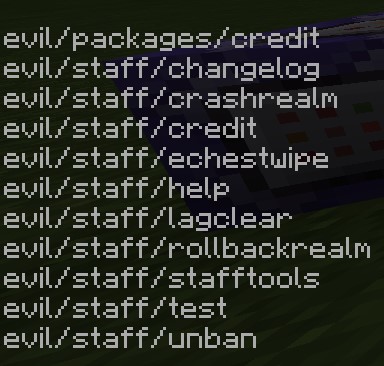 evil/packages/credit
evil/staff/changelog
evil/staff/crashrealm
evil/staff/credit
evil/staff/echestwipe
evil/staff/help
evil/staff/lagclear
evil/staff/rollbackrealm
evil/staff/stafftools
evil/staff/test
evil/staff/unban